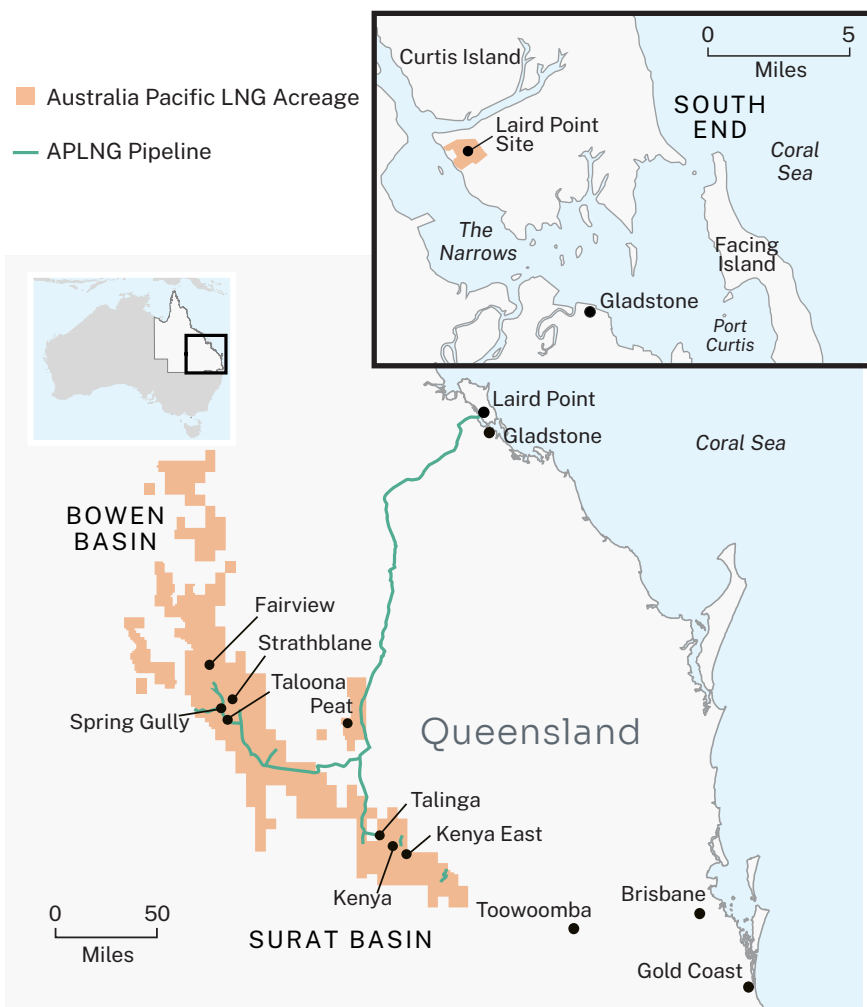 Australia Pacific LNG Acreage
APLNG Pipeline
0
5
Miles
Curtis Island
SOUTH
END
Laird Point
Site
Coral
Sea
The
Narrows
Facing
Island
Gladstone
Port
Curtis
Laird Point
Gladstone
Coral Sea
BOWEN
BASIN
Fairview
Strathblane
Taloona
Spring Gully
Peat
Queensland
Talinga
Kenya East
Kenya
0
50
Miles
Toowoomba
Brisbane
SURAT BASIN
Gold Coast